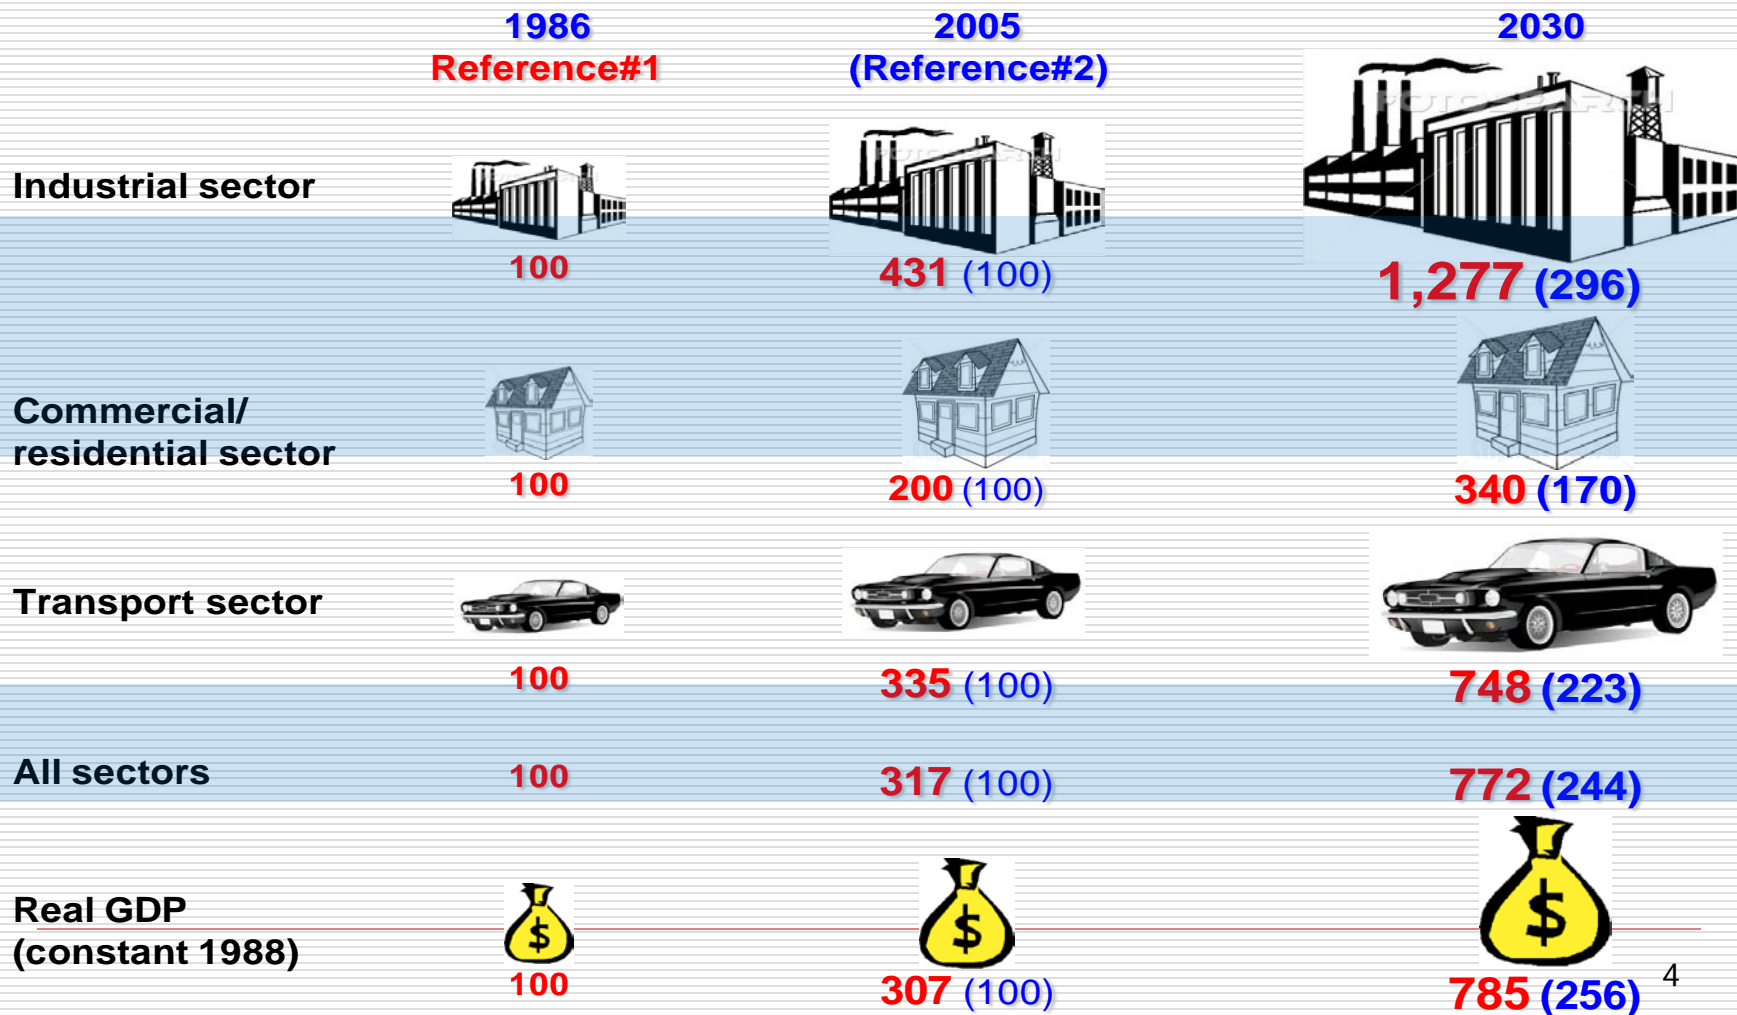 1986
Reference#1
2005
(Reference#2)
2030
Industrial sector
100
431 (100)
1,277 (296)
Commercial/
residential sector
100
200 (100)
340 (170)
Transport sector
100
335 (100)
748 (223)
All sectors
100
317 (100)
772 (244)
Real GDP
(constant 1988)
$
$
$
100
307 (100)
785 (256)
4